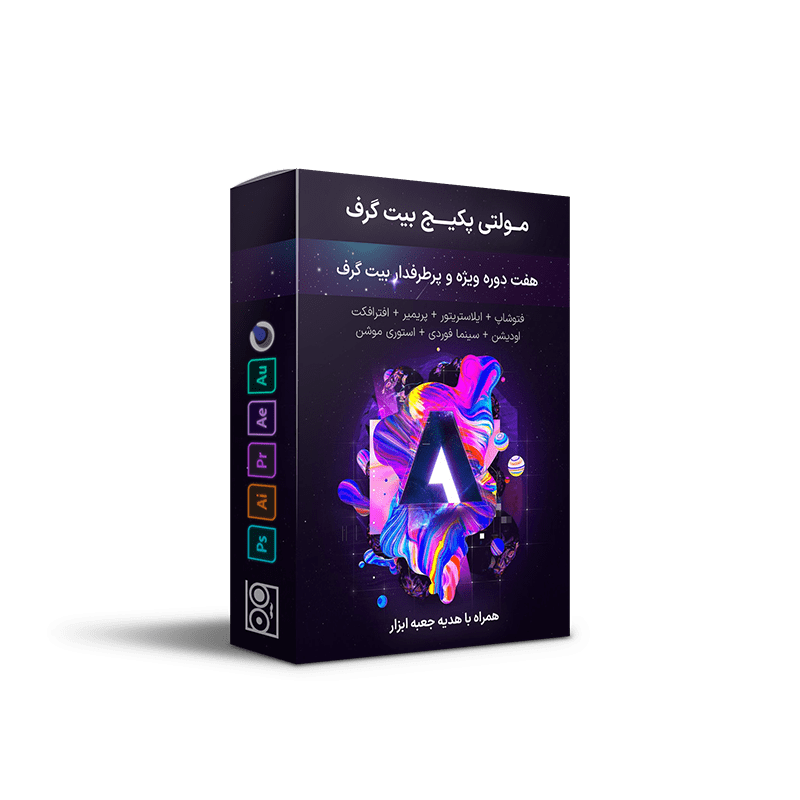 مولتی پکیج بیت گرف
هفت دوره ویژه و پرطرفدار بیت گرف
فتوشاپ + ایلاستریتور + پریمیر + افترافکت
اودیشن + سینما فوردی + استوری موشن
همراه با هدیه جعبه ابزار
Au
Ae
Pr
Ai
Ps